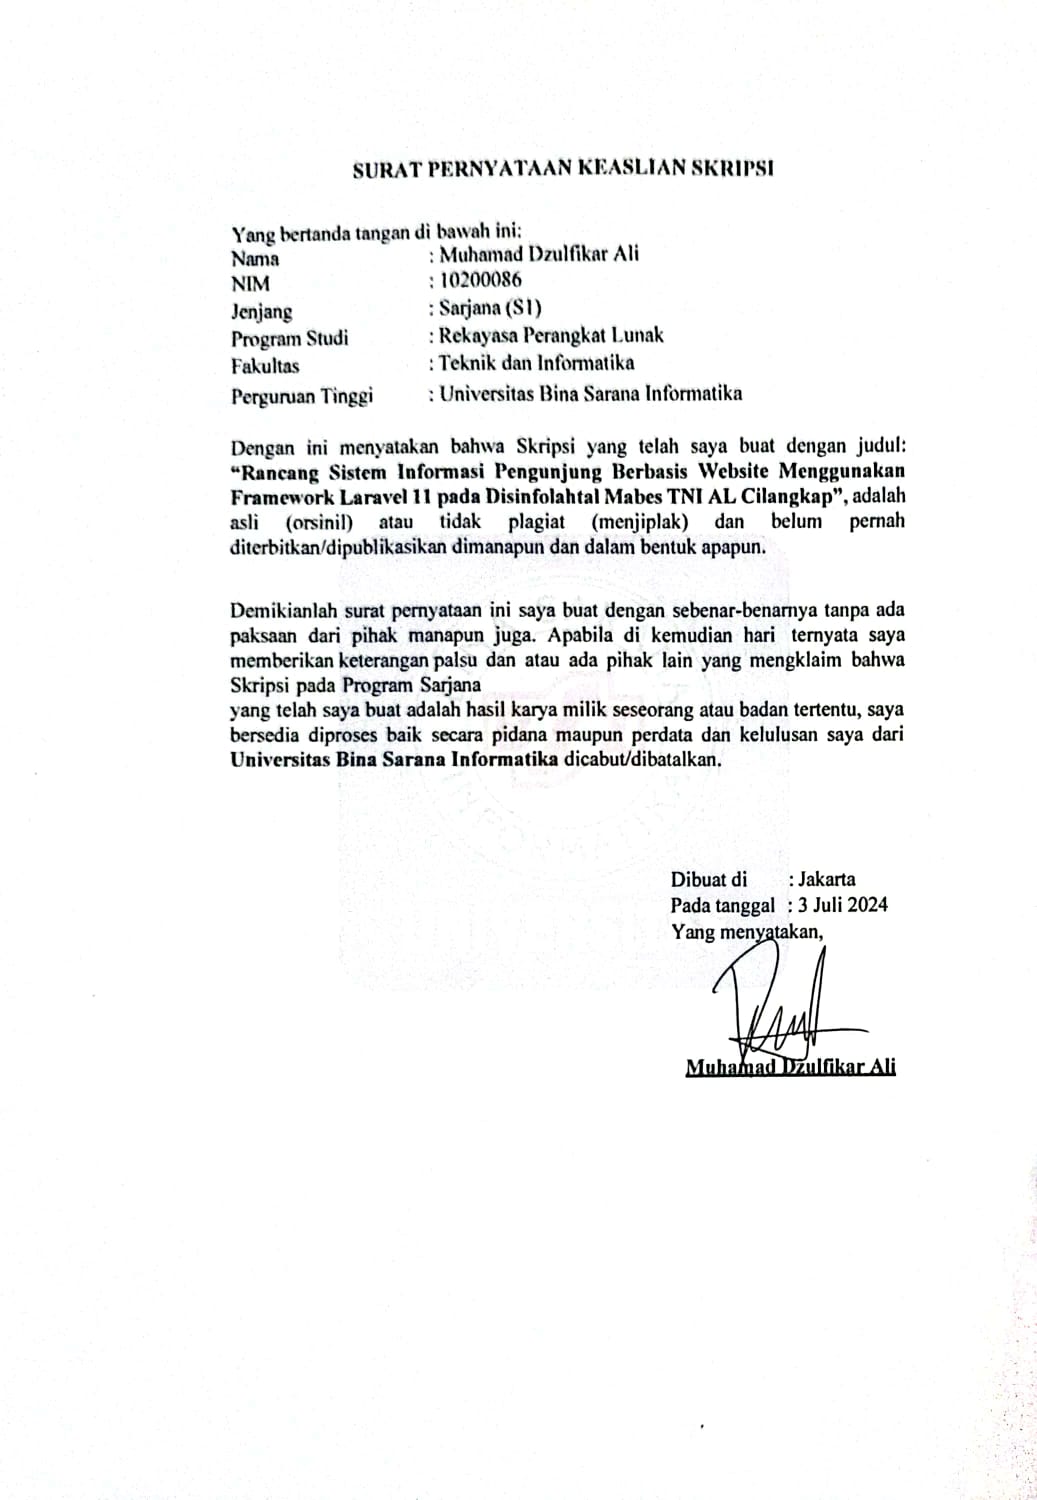 SURAT PERNYATAAN KEASLIAN SKRIPSI
Yang bertanda tangan di bawah ini:
Nama : Muhamad Dzulfikar Ali
NIM : 10200086
Jenjang : Sarjana (S1)
Program Studi : Rekayasa Perangkat Lunak
Fakultas : Teknik dan Informatika
Perguruan Tinggi : Universitas Bina Sarana Informatika
Dengan ini menyatakan bahwa Skripsi yang telah saya buat dengan judul:
“Rancang Sistem Informasi Pengunjung Berbasis Website Menggunakan
Framework Laravel 11 pada Disinfolahtal Mabes TNI AL Cilangkap”, adalah
asli (orsinil) atau tidak plagiat (menjiplak) dan belum pernah
diterbitkan/dipublikasikan dimanapun dan dalam bentuk apapun.
Demikianlah surat pernyataan ini saya buat dengan sebenar-benarnya tanpa ada
paksaan dari pihak manapun juga. Apabila di kemudian hari ternyata saya
memberikan keterangan palsu dan atau ada pihak lain yang mengklaim bahwa
Skripsi pada Program Sarjana
yang telah saya buat adalah hasil karya milik seseorang atau badan tertentu, saya
bersedia diproses baik secara pidana maupun perdata dan kelulusan saya dari
Universitas Bina Sarana Informatika dicabut/dibatalkan.
Dibuat di : Jakarta
Pada tanggal : 3 Juli 2024
Yang menyatakan,
Muhamad Dzulfikar Ali